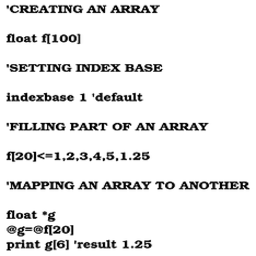 'CREATING AN ARRAY
float f[100]
'SETTING INDEX BASE
indexbase 1 'default
'FILLING PART OF AN ARRAY
f[20]<=1,2,3,4,5,1.25
'MAPPING AN ARRAY TO ANOTHER
float *g
@g=@f[20]
print g[6] 'result 1.25